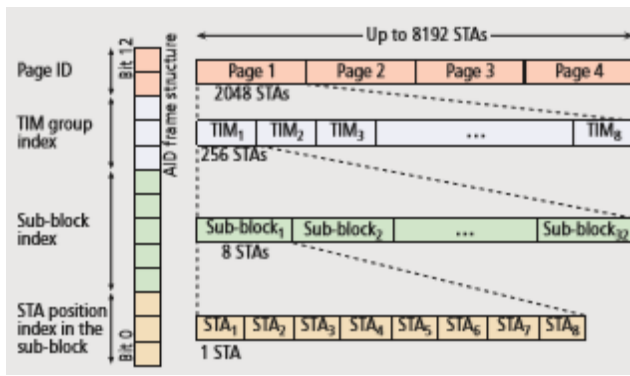 Up to 8192 STAs
Bit 12
AID frame structure
Page ID
Page 1 Page 2 Page 3 Page 4
2048 STAs
TIM group
index
TIM1 TIM2 TIM3 ... TIM8
256 STAs
Sub-block
index
Sub-block1 Sub-block2 ... Sub-block32
8 STAs
STA position
index in the
sub-block
Bit 0
STA1 STA2 STA3 STA4 STA5 STA6 STA7 STA8
1 STA